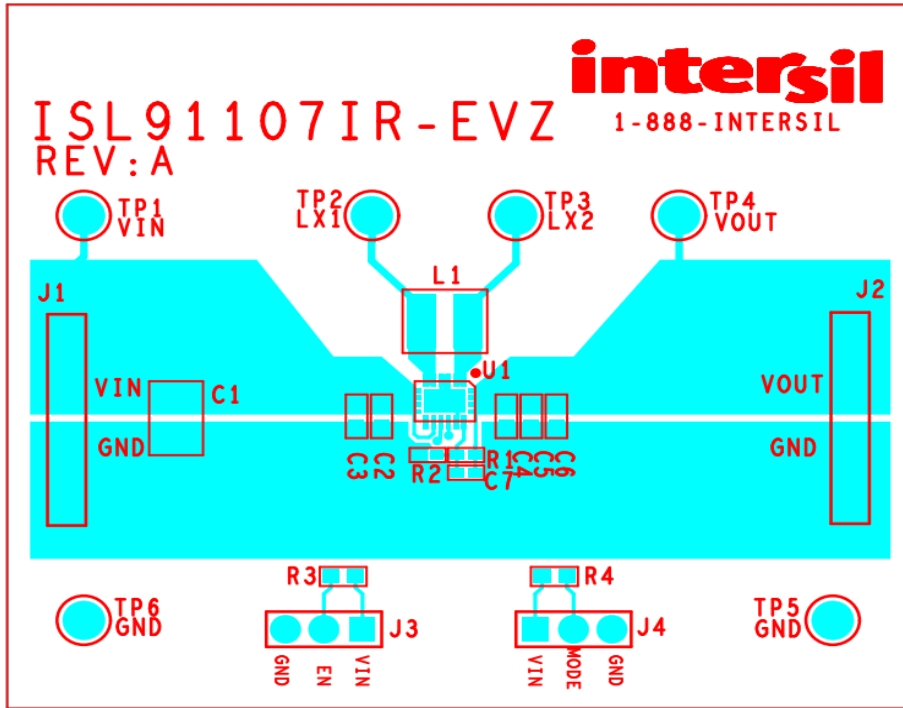 intersil
ISL91107IR-EVZ
1-888-INTERSIL
REV:A
TP1
VIN
TP2
LX1
TP3
LX2
TP4
VOUT
L1
J1
J2
U1
VIN
C1
VOUT
GND
GND
C3
C2
R2
R1
C7
C4
C5
C6
R3
R4
TP6
GND
J3
J4
TP5
GND
GND
EN
VIN
VIN
MODE
GND